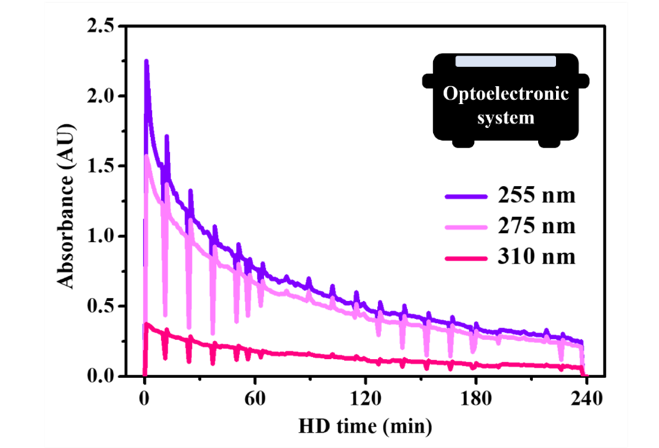 2.5
2.0
1.5
1.0
0.5
0.0
Absorbance (AU)
Optoelectronic
system
255 nm
275 nm
310 nm
0 60 120 180 240
HD time (min)